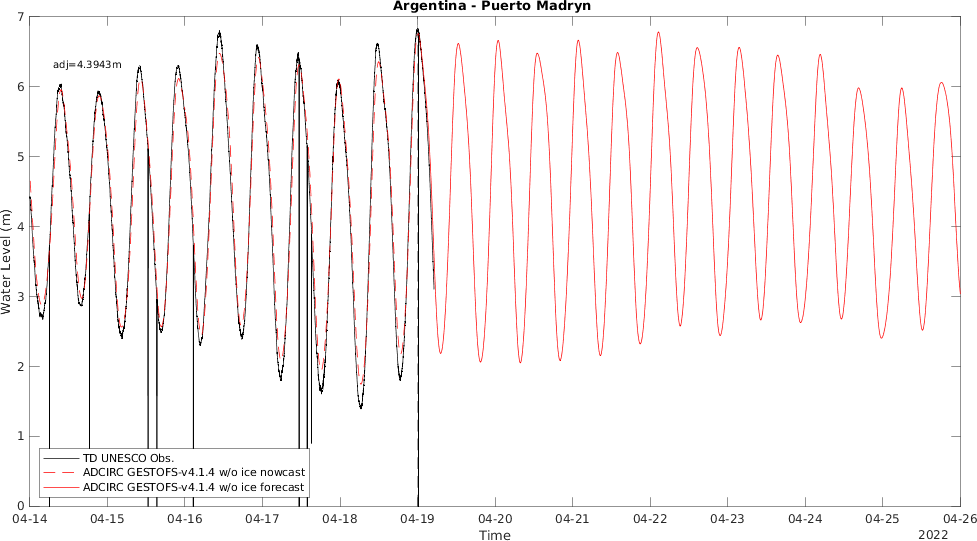 Argentina - Puerto Madryn
adj=4.3943m
Water Level (m)
7
6
5
4
3
2
1
0
TD UNESCO Obs.
ADCIRC GESTOFS-v4.1.4 w/o ice nowcast
ADCIRC GESTOFS-v4.1.4 w/o ice forecast
04-14 04-15 04-16 04-17 04-18 04-19 04-20 04-21 04-22 04-23 04-24 04-25 04-26
Time
2022